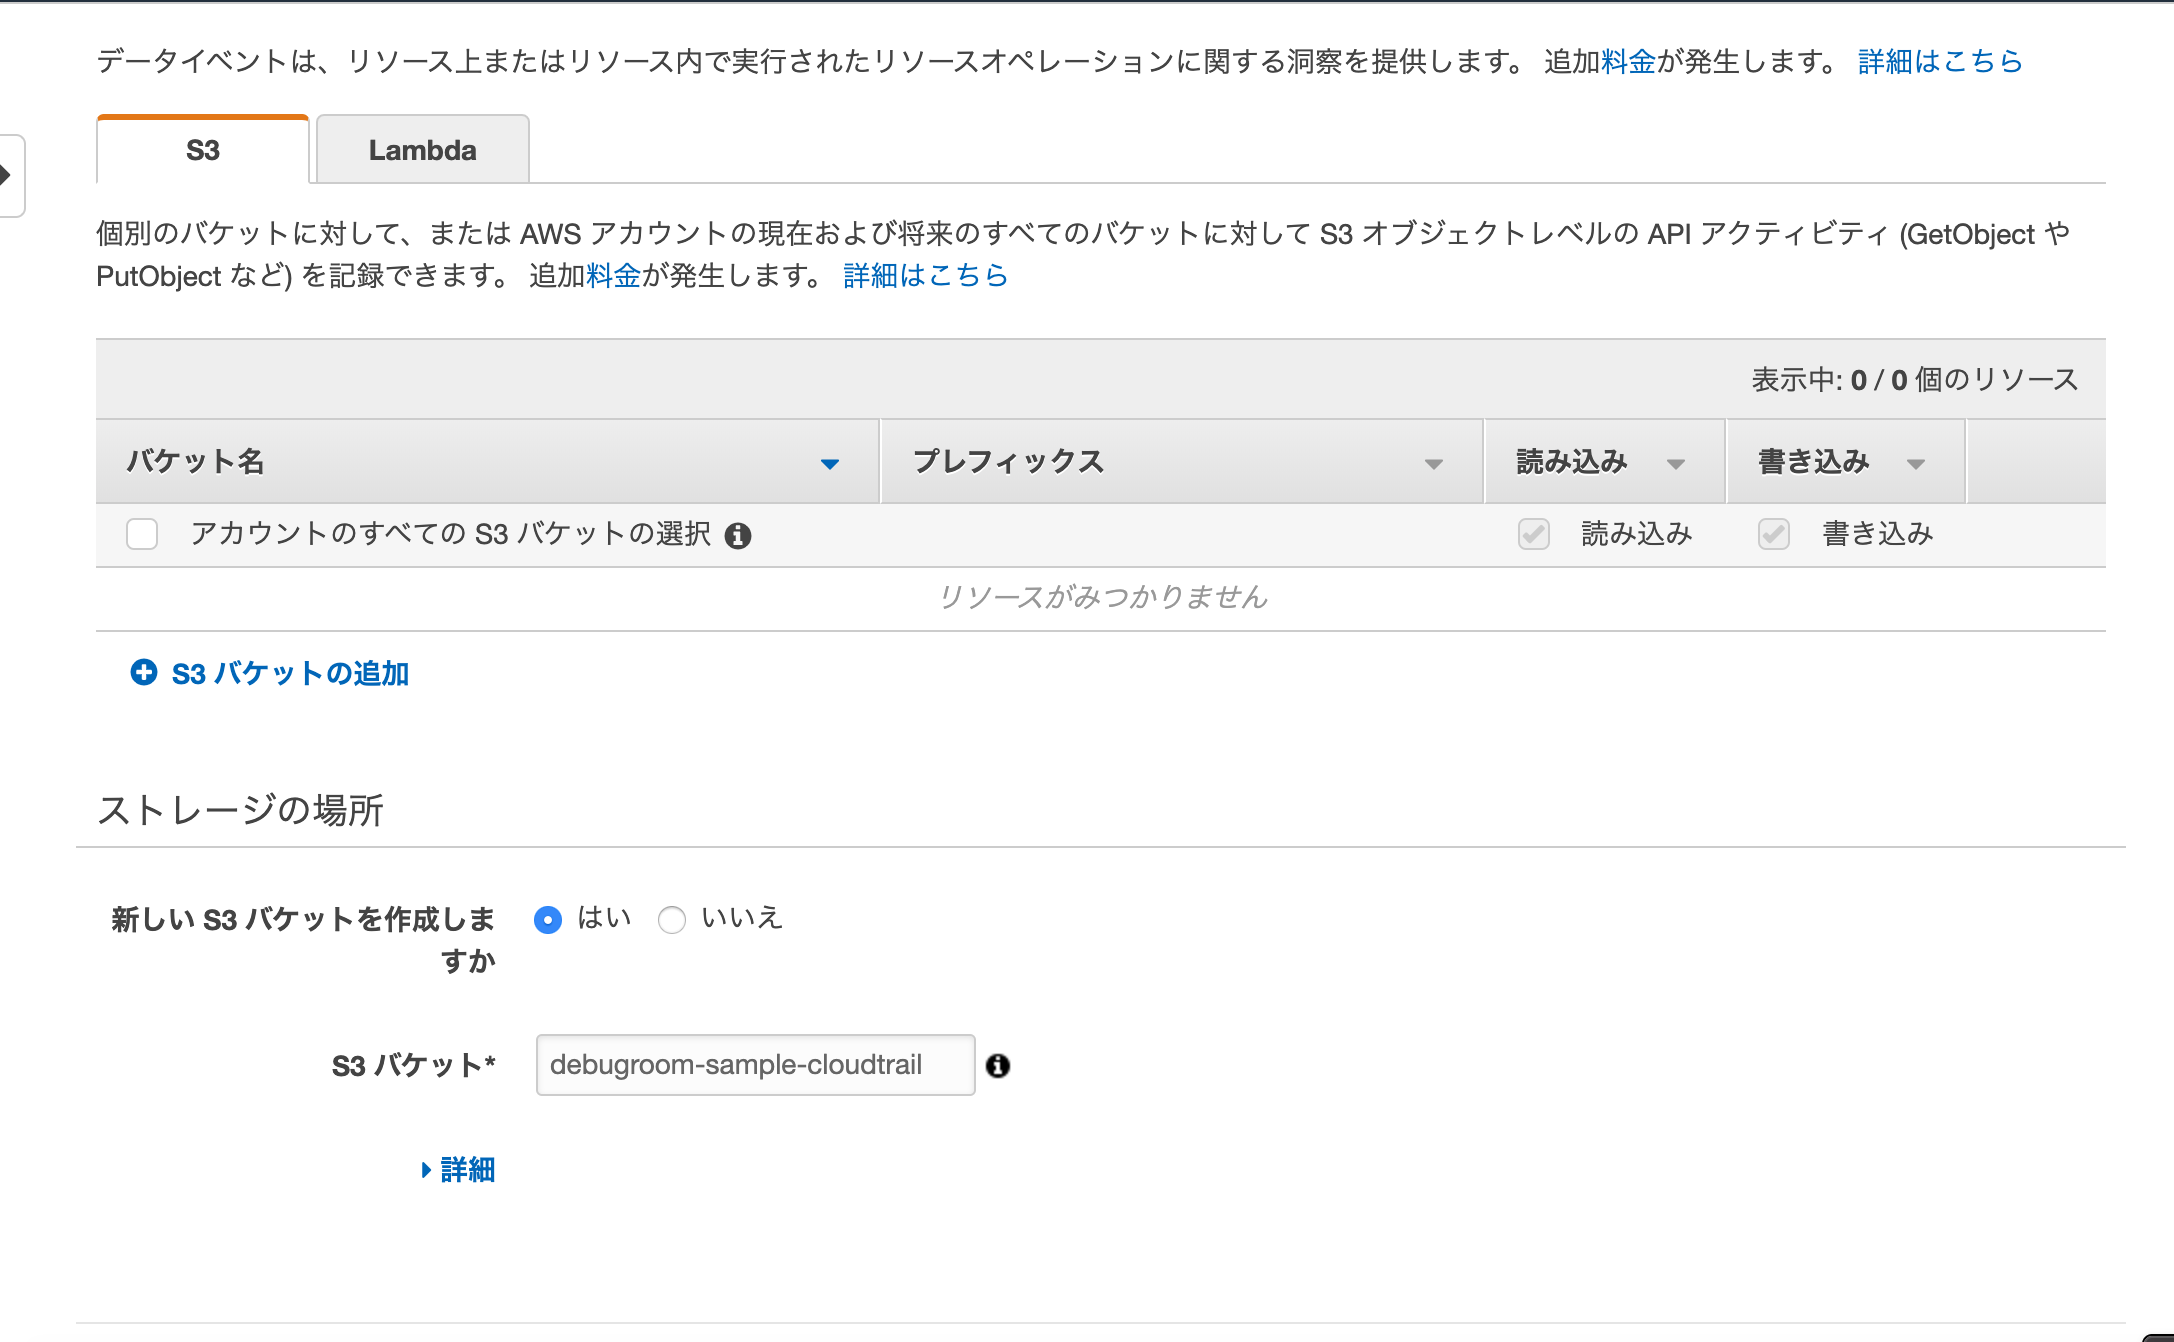 データイベントは、リソース上またはリソース内で実行されたリソースオペレーションに関する洞察を提供します。 追加料金が発生します。 詳細はこちら
S3 Lambda
個別のバケットに対して、または AWS アカウントの現在および将来のすべてのバケットに対して S3 オブジェクトレベルの API アクティビティ (GetObject や
PutObject など) を記録できます。 追加料金が発生します。 詳細はこちら
表示中: 0 / 0 個のリソース
バケット名 プレフィックス 読み込み 書き込み
アカウントのすべての S3 バケットの選択 読み込み 書き込み
リソースがみつかりません
S3 バケットの追加
ストレージの場所
新しい S3 バケットを作成しま はい いいえ
すか
S3 バケット* debugroom-sample-cloudtrail
詳細